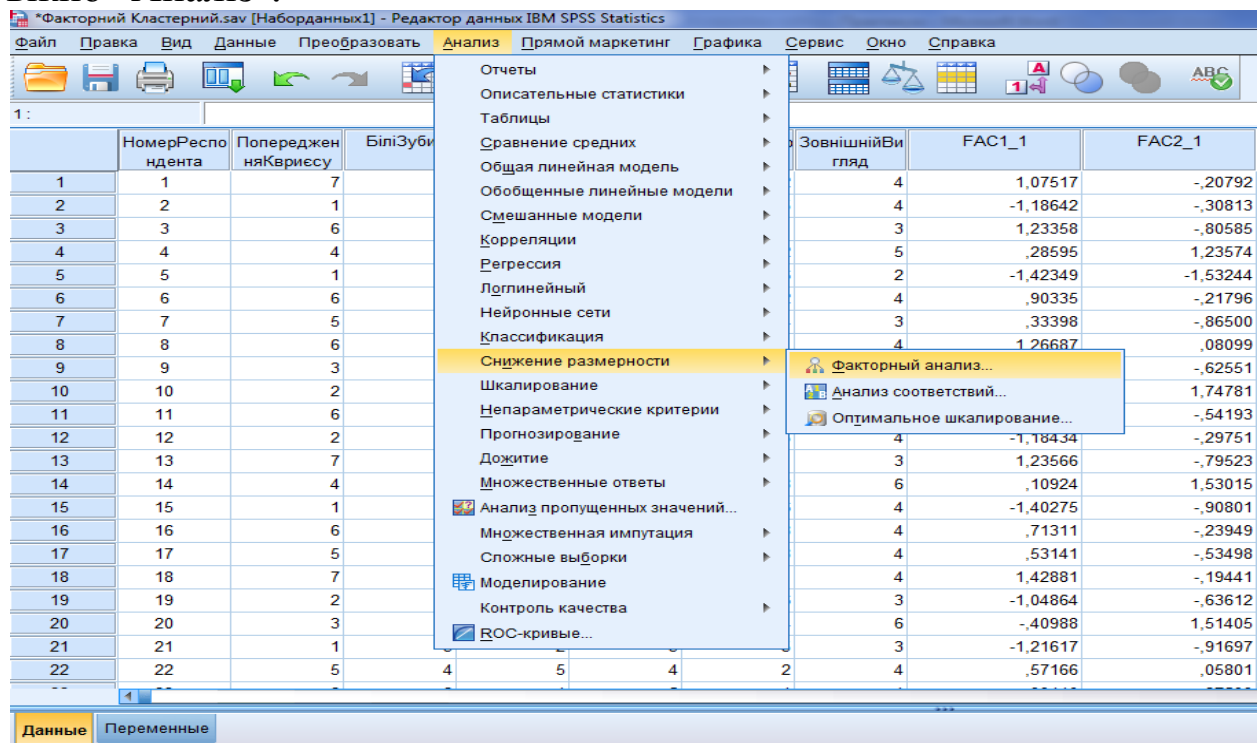 *Факторний Кластерний.sav [Наборданных1] - Редактор данных IBM SPSS Statistics
Файл Правка Вид Данные Преобразовать Анализ Прямой маркетинг Графика Сервис Окно Справка
1 :
НомерРеспо Попереджен БіліЗуби ЗовнішнійВи FAC1_1 FAC2_1
ндента няКвриєсу гляд
1 1 7 4 1,07517 -,20792
2 2 1 4 -1,18642 -,30813
3 3 6 3 1,23358 -,80585
4 4 4 5 ,28595 1,23574
5 5 1 2 -1,42349 -1,53244
6 6 6 4 ,90335 -,21796
7 7 5 3 ,33398 -,86500
8 8 6 4 1,26687 ,08099
9 9 3 -,62551
10 10 2 1,74781
11 11 6 -,54193
12 12 2 4 -1,18434 -,29751
13 13 7 3 1,23566 -,79523
14 14 4 6 ,10924 1,53015
15 15 1 4 -1,40275 -,90801
16 16 6 4 ,71311 -,23949
17 17 5 4 ,53141 -,53498
18 18 7 4 1,42881 -,19441
19 19 2 3 -1,04864 -,63612
20 20 3 6 -,40988 1,51405
21 21 1 3 -1,21617 -,91697
22 22 5 4 5 4 2 4 ,57166 ,05801
Отчеты
Описательные статистики
Таблицы
Сравнение средних
Общая линейная модель
Обобщенные линейные модели
Смешанные модели
Корреляции
Регрессия
Логлинейный
Нейронные сети
Классификация
Снижение размерности
Шкалирование
Непараметрические критерии
Прогнозирование
Дожитие
Множественные ответы
Анализ пропущенных значений...
Множественная импутация
Сложные выборки
Моделирование
Контроль качества
ROC-кривые...
Факторный анализ...
Анализ соответствий...
Оптимальное шкалирование...
Данные Переменные